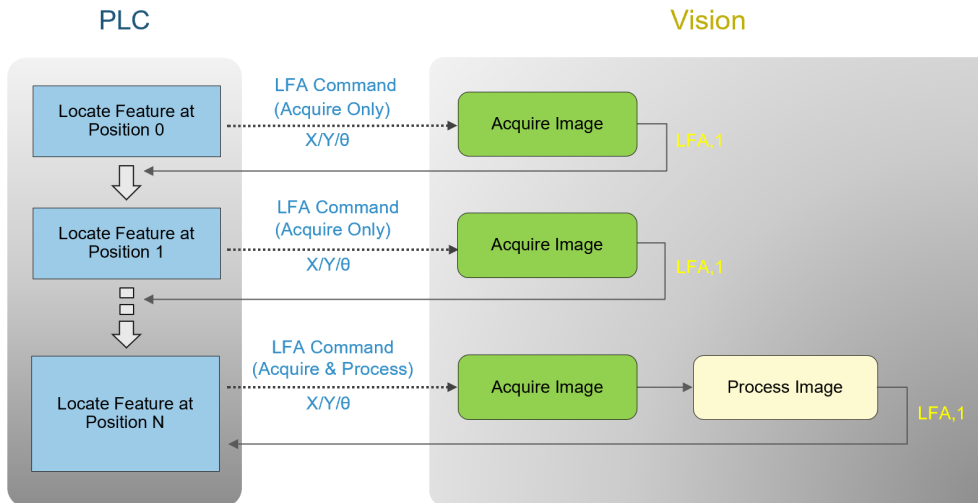 PLC
Vision
Locate Feature at
Position 0
LFA Command
(Acquire Only)
X/Y/θ
Acquire Image
LFA,1
Locate Feature at
Position 1
LFA Command
(Acquire Only)
X/Y/θ
Acquire Image
LFA,1
Locate Feature at
Position N
LFA Command
(Acquire & Process)
X/Y/θ
Acquire Image
Process Image
LFA,1